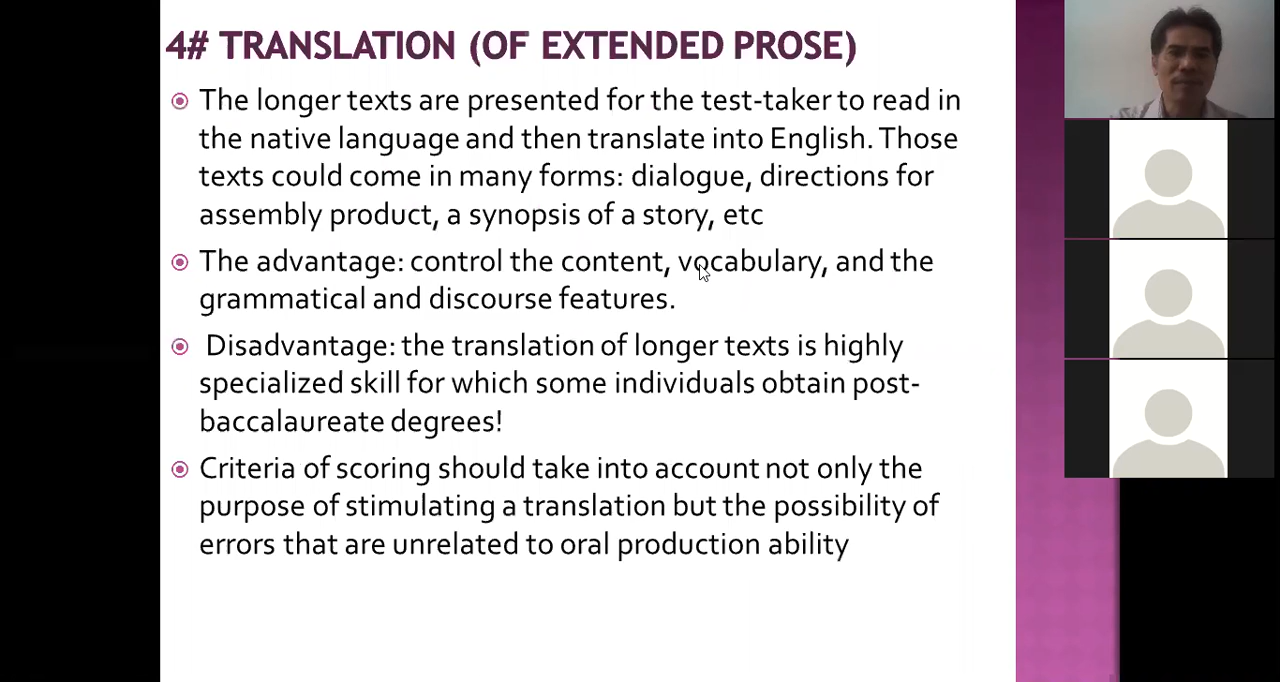 4# TRANSLATION (OF EXTENDED PROSE)
The longer texts are presented for the test-taker to read in
the native language and then translate into English. Those
texts could come in many forms: dialogue, directions for
assembly product, a synopsis of a story, etc
The advantage: control the content, vocabulary, and the
grammatical and discourse features.
Disadvantage: the translation of longer texts is highly
specialized skill for which some individuals obtain post-
baccalaureate degrees!
Criteria of scoring should take into account not only the
purpose of stimulating a translation but the possibility of
errors that are unrelated to oral production ability